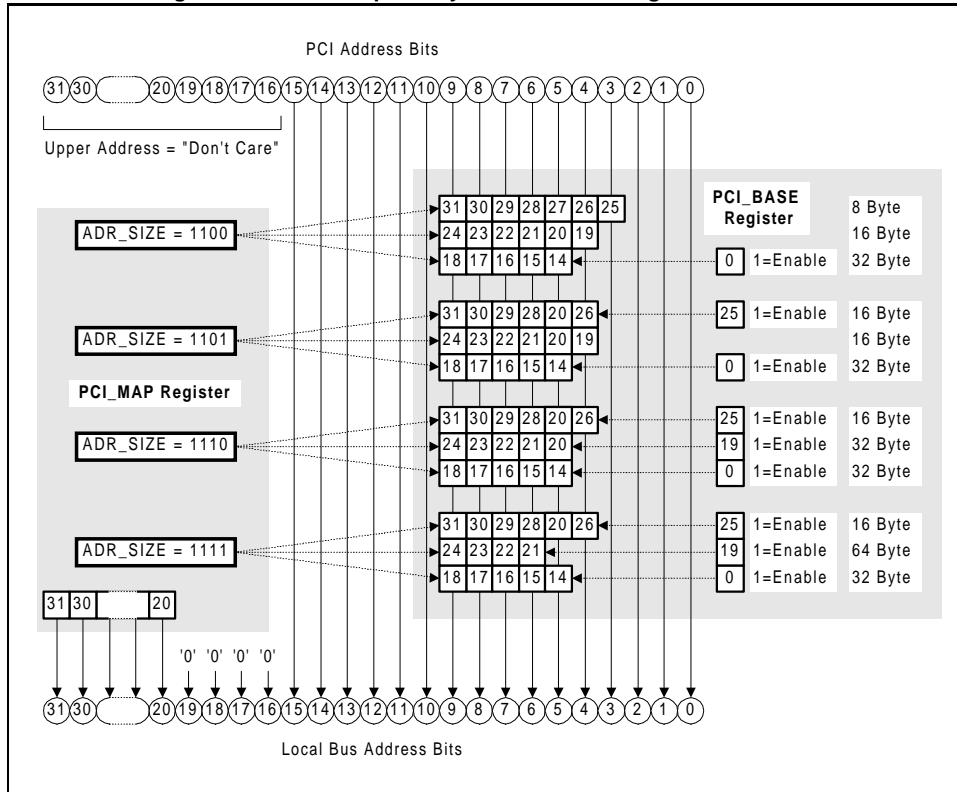 PCI Address Bits
31 30 20 19 18 17 16 15 14 13 12 11 10 9 8 7 6 5 4 3 2 1 0
Upper Address = "Don't Care"
PCI_BASE
Register
31 30 29 28 27 26 25 8 Byte
ADR_SIZE = 1100 24 23 22 21 20 19 16 Byte
18 17 16 15 14 0 1=Enable 32 Byte
31 30 29 28 20 26 25 1=Enable 16 Byte
ADR_SIZE = 1101 24 23 22 21 20 19 16 Byte
18 17 16 15 14 0 1=Enable 32 Byte
PCI_MAP Register
31 30 29 28 20 26 25 1=Enable 16 Byte
ADR_SIZE = 1110 24 23 22 21 20 19 1=Enable 32 Byte
18 17 16 15 14 0 1=Enable 32 Byte
31 30 29 28 20 26 25 1=Enable 16 Byte
ADR_SIZE = 1111 24 23 22 21 19 1=Enable 64 Byte
18 17 16 15 14 0 1=Enable 32 Byte
31 30 20
'0' '0' '0' '0'
31 30 20 19 18 17 16 15 14 13 12 11 10 9 8 7 6 5 4 3 2 1 0
Local Bus Address Bits